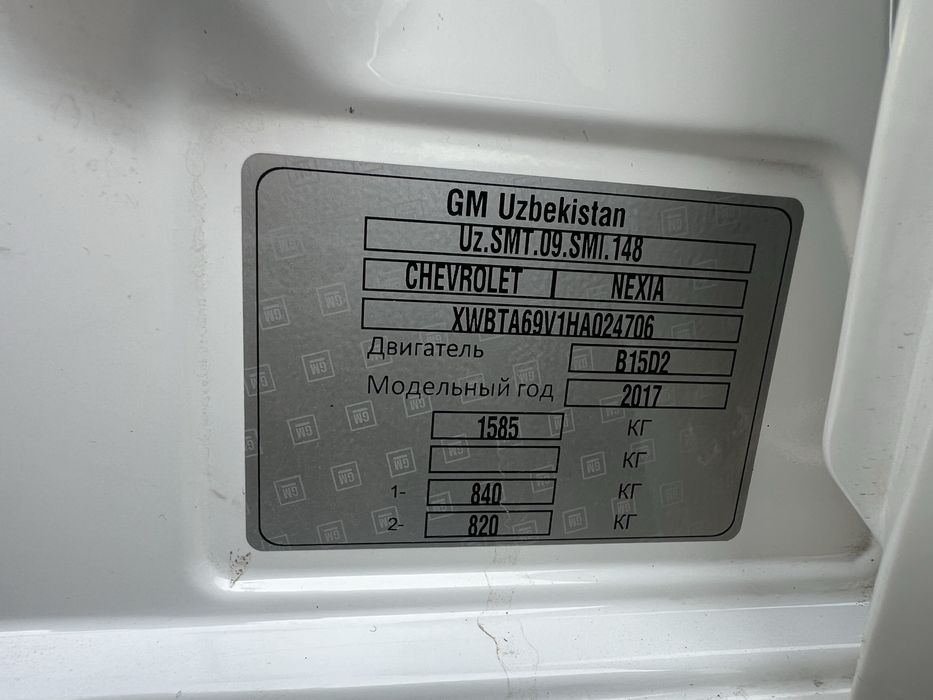 GM Uzbekistan
Uz.SMT.09.SMI.148
CHEVROLET NEXIA
XWBTA69V1HA024706
Двигатель B15D2
Модельный год 2017
1585 КГ
КГ
1- 840 КГ
2- 820 КГ